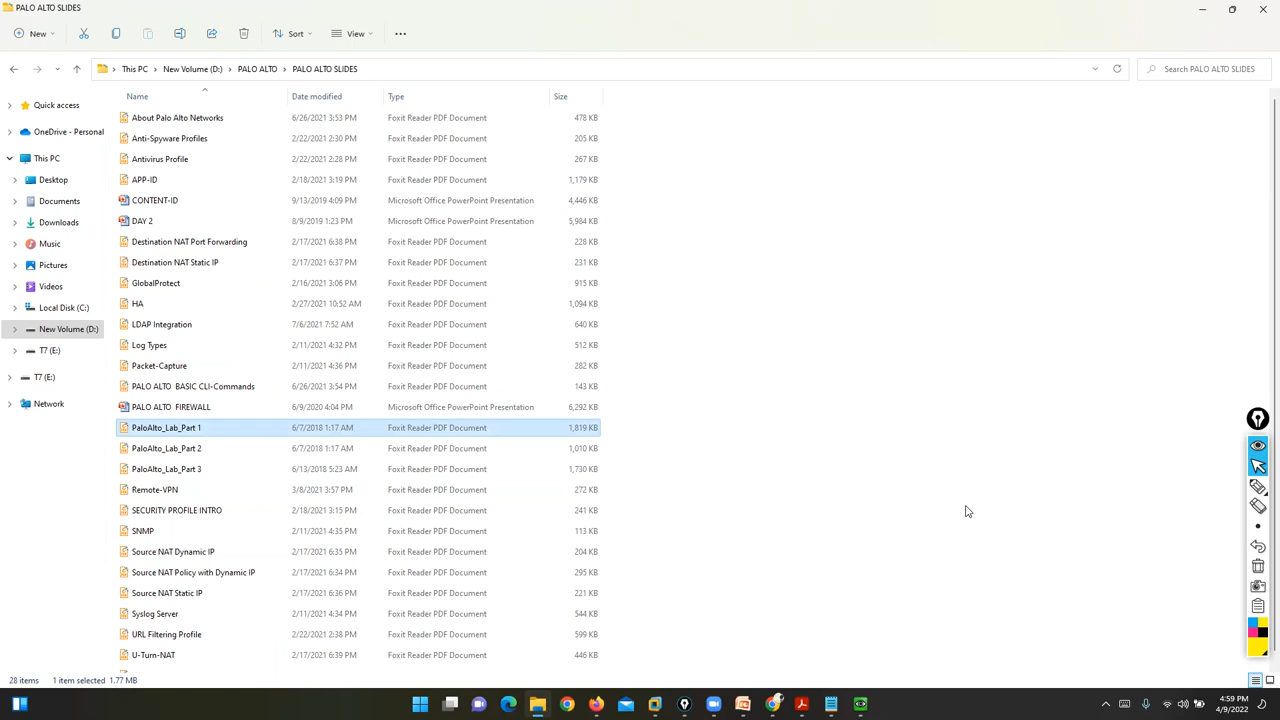 PALO ALTO SLIDES
New
Sort
View
This PC > New Volume (D:) > PALO ALTO > PALO ALTO SLIDES
Search PALO ALTO SLIDES
Name Date modified Type Size
Quick access
OneDrive - Personal
This PC
Desktop
Documents
Downloads
Music
Pictures
Videos
Local Disk (C:)
New Volume (D:)
T7 (E:)
T7 (E:)
Network
About Palo Alto Networks 6/26/2021 3:53 PM Foxit Reader PDF Document 478 KB
Anti-Spyware Profiles 2/22/2021 2:30 PM Foxit Reader PDF Document 205 KB
Antivirus Profile 2/22/2021 2:28 PM Foxit Reader PDF Document 267 KB
APP-ID 2/18/2021 3:19 PM Foxit Reader PDF Document 1,179 KB
CONTENT-ID 9/13/2019 4:09 PM Microsoft Office PowerPoint Presentation 4,446 KB
DAY 2 8/9/2019 1:23 PM Microsoft Office PowerPoint Presentation 5,984 KB
Destination NAT Port Forwarding 2/17/2021 6:38 PM Foxit Reader PDF Document 228 KB
Destination NAT Static IP 2/17/2021 6:37 PM Foxit Reader PDF Document 231 KB
GlobalProtect 2/16/2021 3:06 PM Foxit Reader PDF Document 915 KB
HA 2/27/2021 10:52 AM Foxit Reader PDF Document 1,094 KB
LDAP Integration 7/6/2021 7:52 AM Foxit Reader PDF Document 640 KB
Log Types 2/11/2021 4:32 PM Foxit Reader PDF Document 512 KB
Packet-Capture 2/11/2021 4:36 PM Foxit Reader PDF Document 282 KB
PALO ALTO BASIC CLI-Commands 6/26/2021 3:54 PM Foxit Reader PDF Document 143 KB
PALO ALTO FIREWALL 6/9/2020 4:04 PM Microsoft Office PowerPoint Presentation 6,292 KB
PaloAlto_Lab_Part 1 6/7/2018 1:17 AM Foxit Reader PDF Document 1,819 KB
PaloAlto_Lab_Part 2 6/7/2018 1:17 AM Foxit Reader PDF Document 1,010 KB
PaloAlto_Lab_Part 3 6/13/2018 5:23 AM Foxit Reader PDF Document 1,730 KB
Remote-VPN 3/8/2021 3:57 PM Foxit Reader PDF Document 272 KB
SECURITY PROFILE INTRO 2/18/2021 3:15 PM Foxit Reader PDF Document 241 KB
SNMP 2/11/2021 4:35 PM Foxit Reader PDF Document 113 KB
Source NAT Dynamic IP 2/17/2021 6:35 PM Foxit Reader PDF Document 204 KB
Source NAT Policy with Dynamic IP 2/17/2021 6:34 PM Foxit Reader PDF Document 295 KB
Source NAT Static IP 2/17/2021 6:36 PM Foxit Reader PDF Document 221 KB
Syslog Server 2/11/2021 4:34 PM Foxit Reader PDF Document 544 KB
URL Filtering Profile 2/22/2021 2:38 PM Foxit Reader PDF Document 599 KB
U-Turn-NAT 2/17/2021 6:39 PM Foxit Reader PDF Document 446 KB
28 items 1 item selected 1.77 MB
4:59 PM
4/9/2022